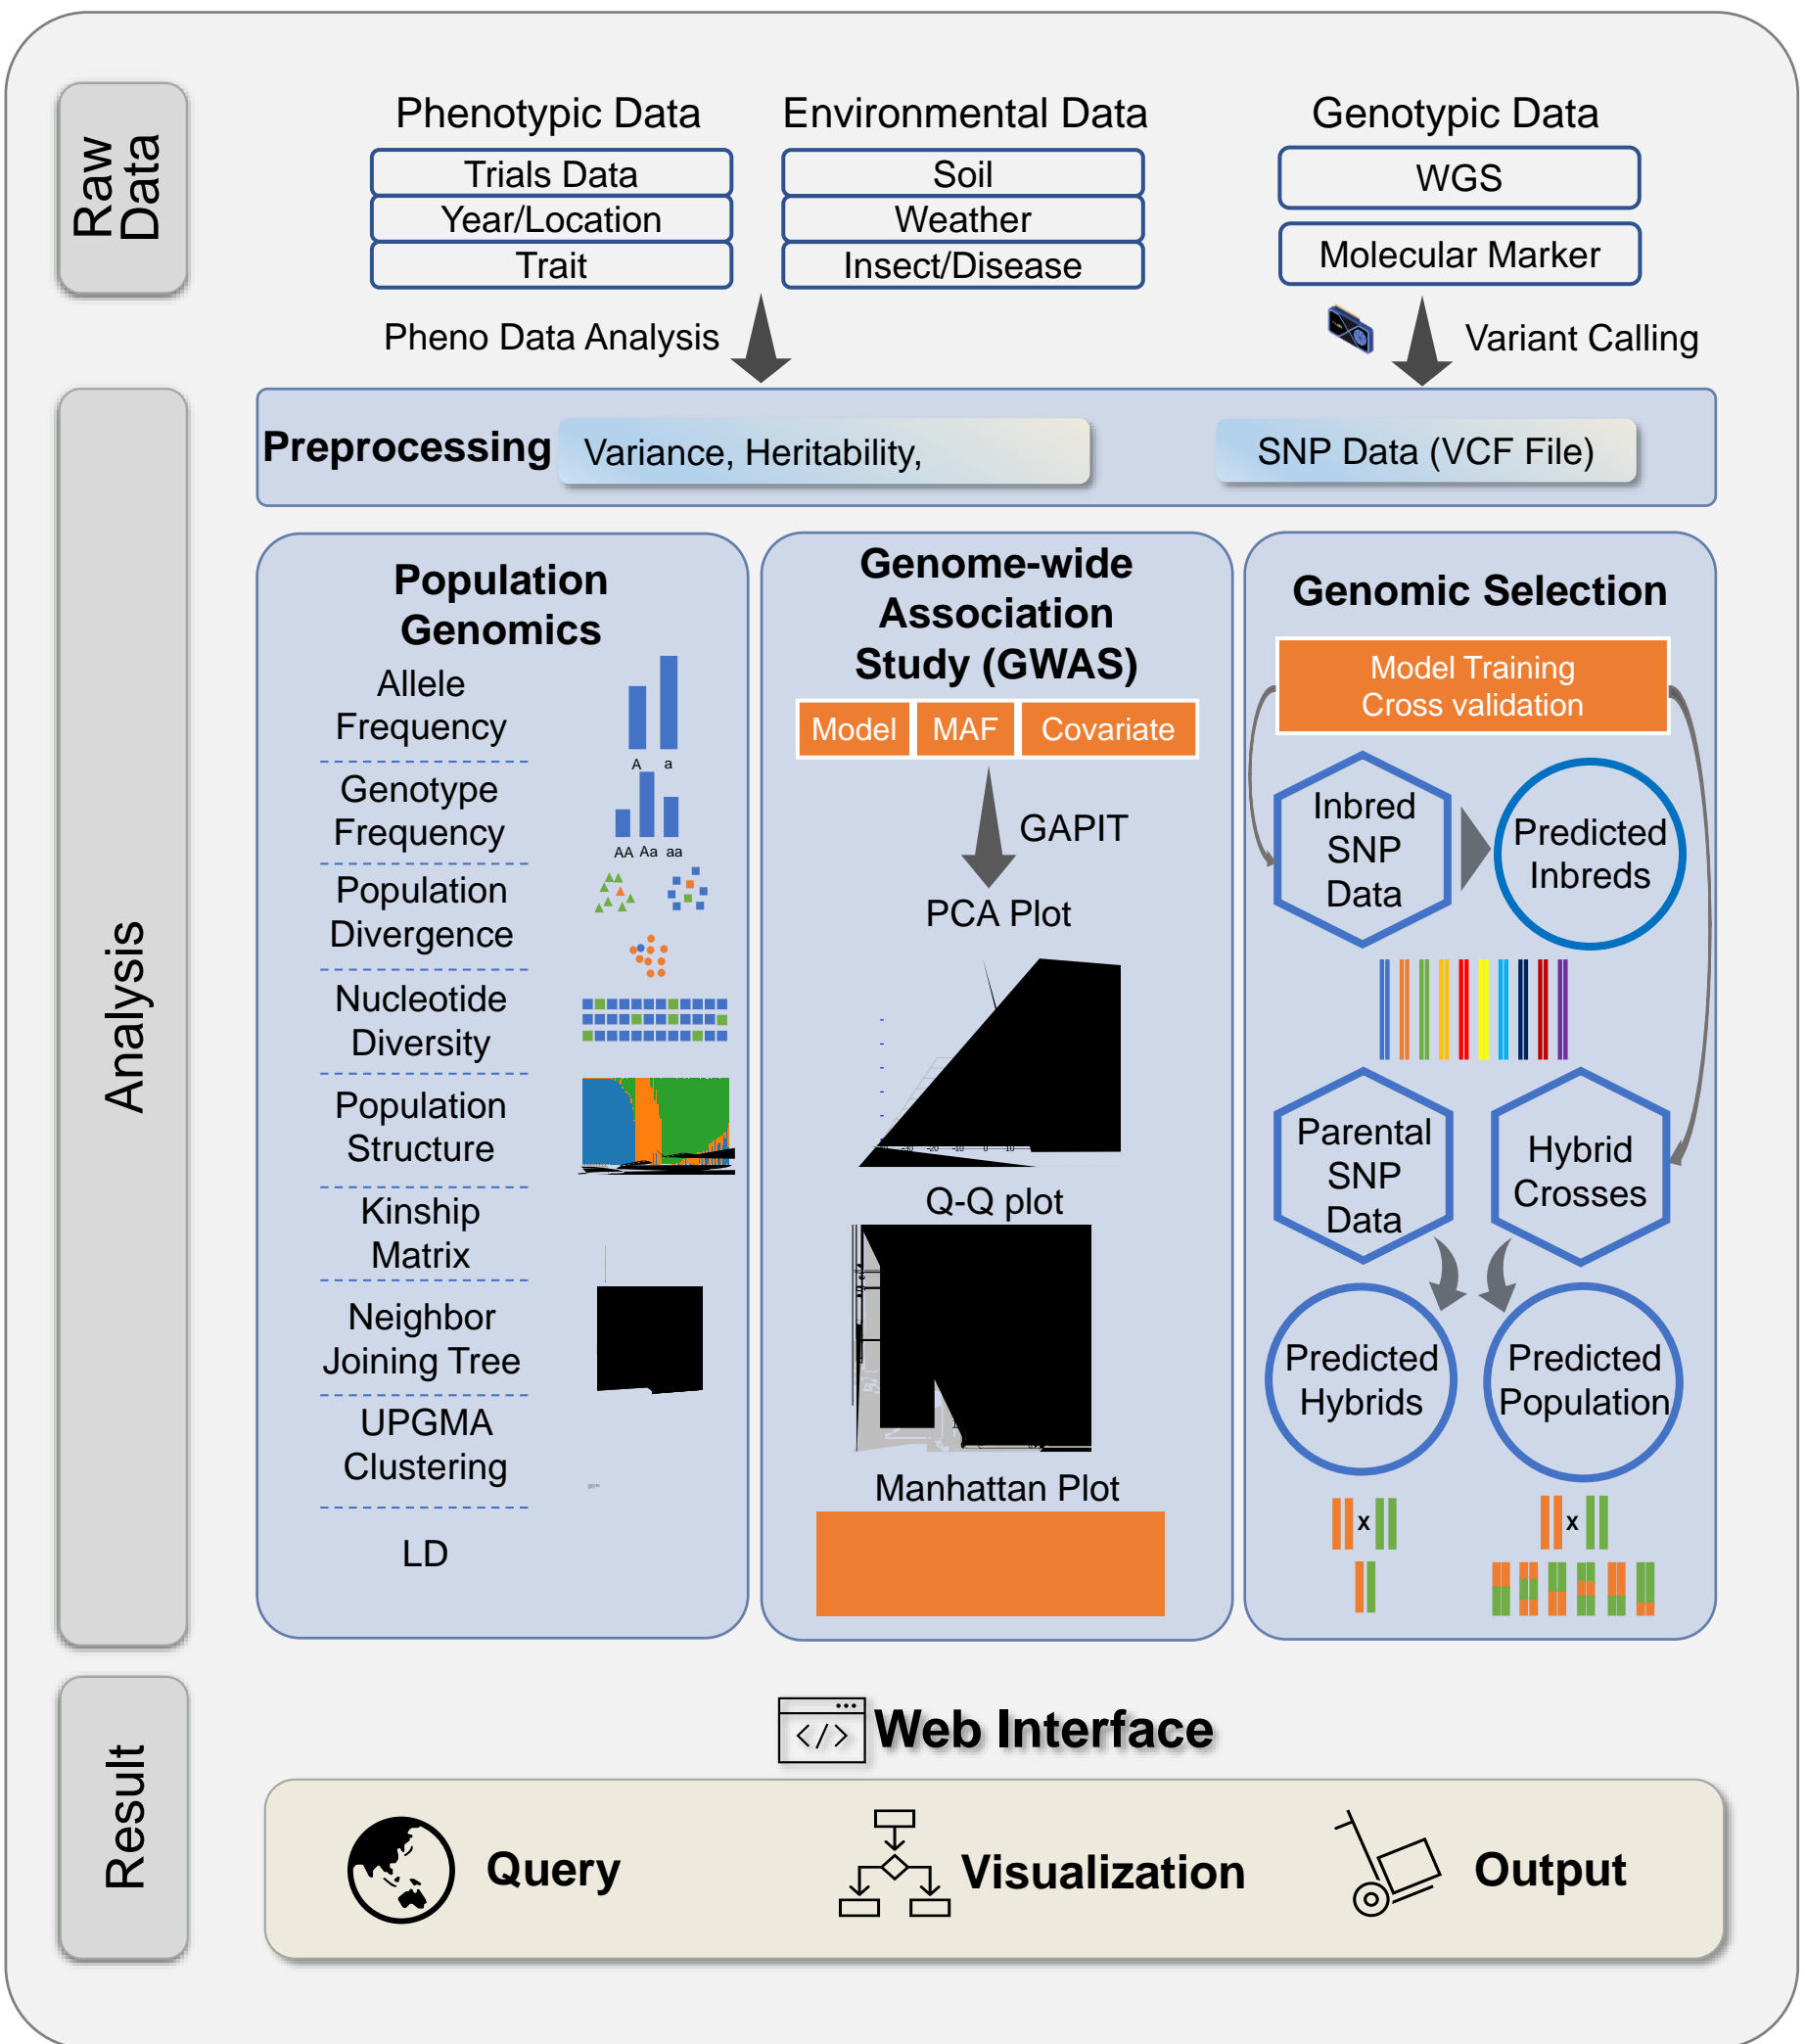 Raw
Data
Phenotypic Data
Trials Data
Year/Location
Trait
Environmental Data
Soil
Weather
Insect/Disease
Genotypic Data
WGS
Molecular Marker
Pheno Data Analysis
Variant Calling
Analysis
Preprocessing
Variance, Heritability,
SNP Data (VCF File)
Population
Genomics
Allele
Frequency
A a
Genotype
Frequency
AA Aa aa
Population
Divergence
Nucleotide
Diversity
Population
Structure
Kinship
Matrix
Neighbor
Joining Tree
UPGMA
Clustering
LD
Genome-wide
Association
Study (GWAS)
Model
MAF
Covariate
GAPIT
PCA Plot
-20 -10 0 10
Q-Q plot
Manhattan Plot
Genomic Selection
Model Training
Cross validation
Inbred
SNP
Data
Predicted
Inbreds
Parental
SNP
Data
Hybrid
Crosses
Predicted
Hybrids
Predicted
Population
x
x
Result
</> Web Interface
Query
Visualization
Output